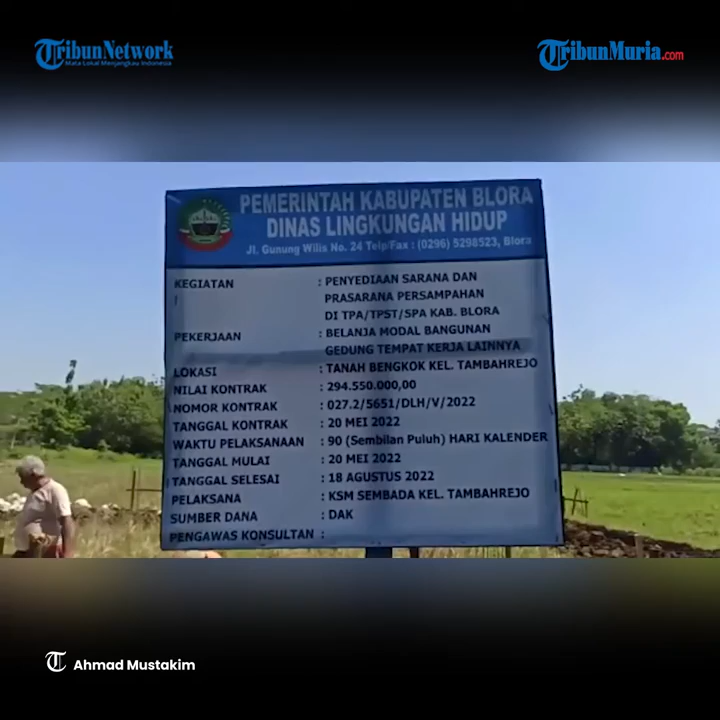 TribunNetwork
Mata Lokal Menjangkau Indonesia
TribunMuria.com
PEMERINTAH KABUPATEN BLORA
DINAS LINGKUNGAN HIDUP
Jl. Gunung Wilis No. 24 Telp/Fax : (0296) 5298523, Blora
KEGIATAN : PENYEDIAAN SARANA DAN
PRASARANA PERSAMPAHAN
DI TPA/TPST/SPA KAB. BLORA
PEKERJAAN : BELANJA MODAL BANGUNAN
GEDUNG TEMPAT KERJA LAINNYA
LOKASI : TANAH BENGKOK KEL. TAMBAHREJO
NILAI KONTRAK : 294.550.000,00
NOMOR KONTRAK : 027.2/5651/DLH/V/2022
TANGGAL KONTRAK : 20 MEI 2022
WAKTU PELAKSANAAN : 90 (Sembilan Puluh) HARI KALENDER
TANGGAL MULAI : 20 MEI 2022
TANGGAL SELESAI : 18 AGUSTUS 2022
PELAKSANA : KSM SEMBADA KEL. TAMBAHREJO
SUMBER DANA : DAK
PENGAWAS KONSULTAN :
Ahmad Mustakim